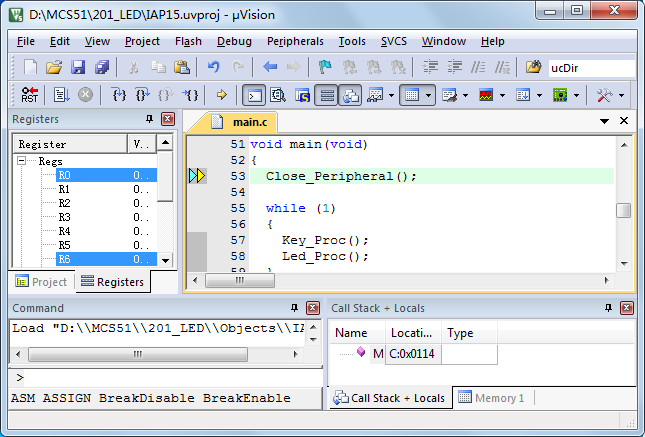 D:\MCS51\201_LED\IAP15.uvproj - µVision
File Edit View Project Flash Debug Peripherals Tools SVCS Window Help
ucDir
RST
Registers
main.c
Register V..
Regs
R0 0..
R1 0..
R2 0..
R3 0..
R4 0..
R5 0..
R6 0..
Project Registers
51 void main(void)
52 {
53 Close_Peripheral();
54
55 while (1)
56 {
57 Key_Proc();
58 Led_Proc();
59 }
Command
Load "D:\\MCS51\\201_LED\\Objects\\IA
>
ASM ASSIGN BreakDisable BreakEnable
Call Stack + Locals
Name Locati... Type
M C:0x0114
Call Stack + Locals Memory 1